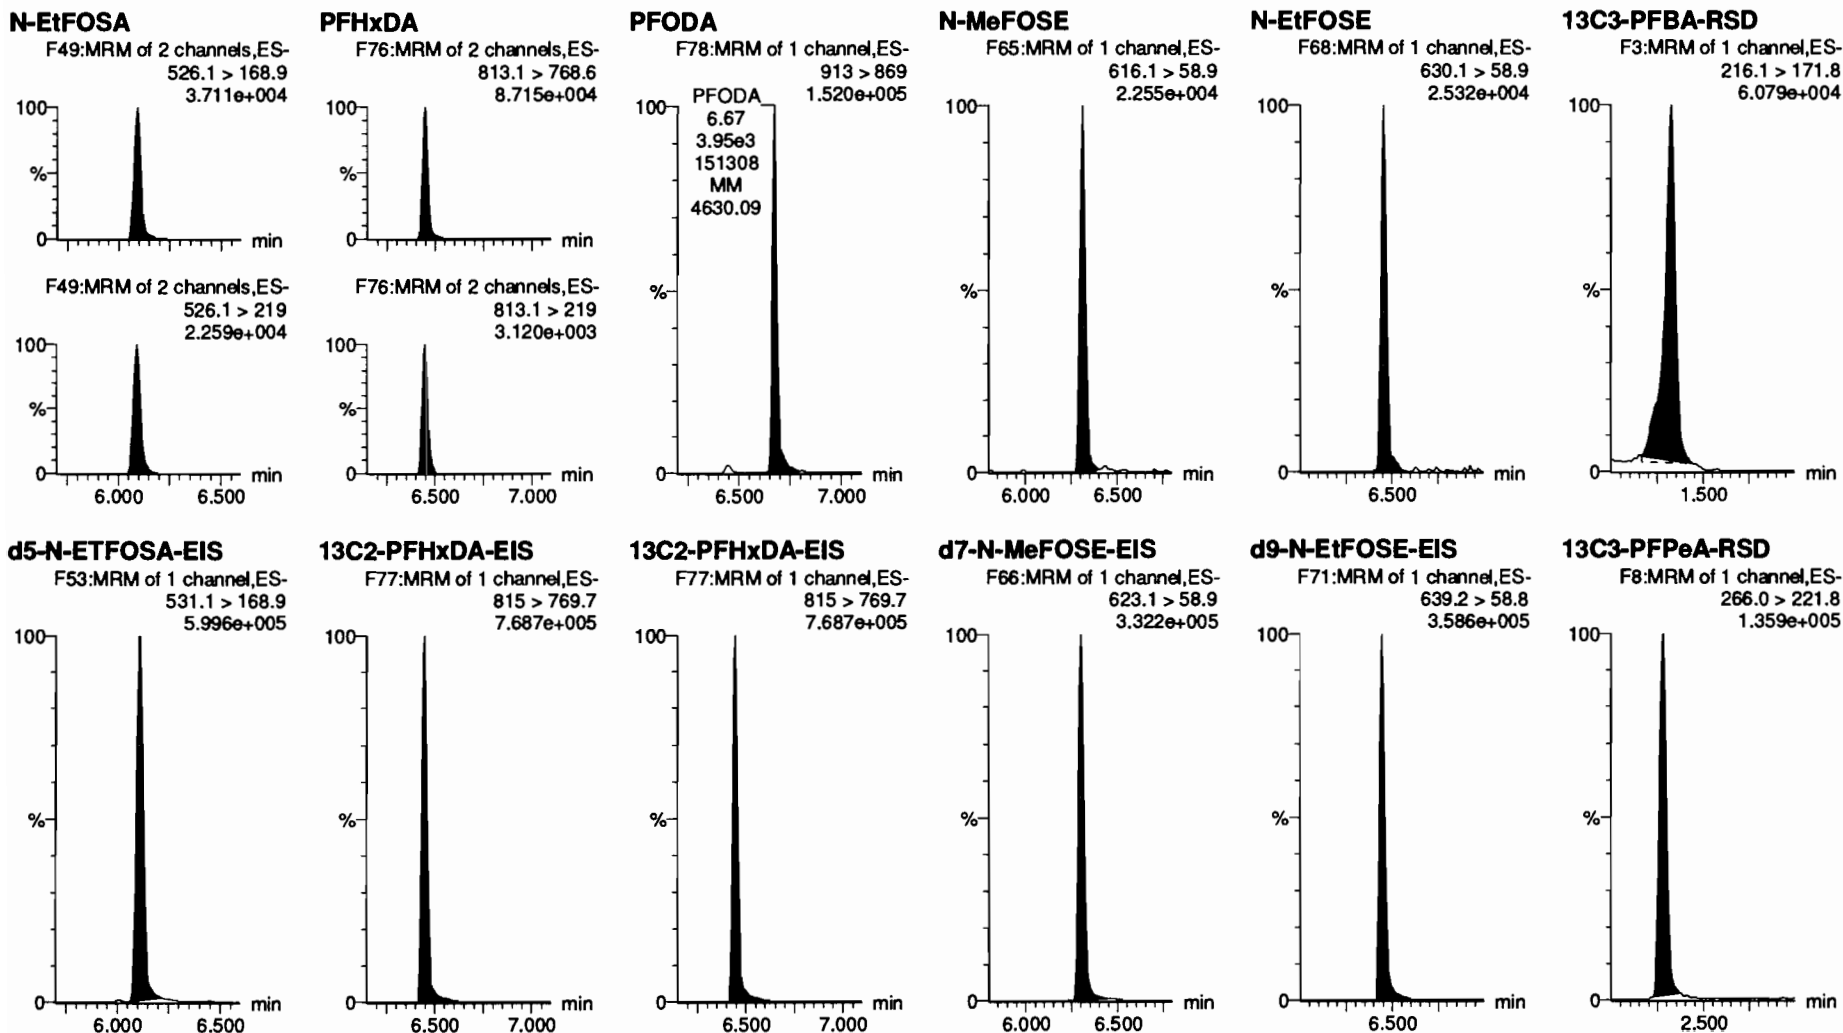 N-EtFOSA
F49:MRM of 2 channels,ES-
526.1 > 168.9
3.711e+004
100
%
0
min
F49:MRM of 2 channels,ES-
526.1 > 219
2.259e+004
100
%
0
min
6.000
6.500
PFHxDA
F76:MRM of 2 channels,ES-
813.1 > 768.6
8.715e+004
100
%
0
min
F76:MRM of 2 channels,ES-
813.1 > 219
3.120e+003
100
%
0
min
6.500
7.000
PFODA
F78:MRM of 1 channel,ES-
913 > 869
1.520e+005
PFODA
6.67
3.95e3
151308
MM
4630.09
100
%
0
min
6.500
7.000
N-MeFOSE
F65:MRM of 1 channel,ES-
616.1 > 58.9
2.255e+004
100
%
0
min
6.000
6.500
N-EtFOSE
F68:MRM of 1 channel,ES-
630.1 > 58.9
2.532e+004
100
%
0
min
6.500
13C3-PFBA-RSD
F3:MRM of 1 channel,ES-
216.1 > 171.8
6.079e+004
100
%
0
min
1.500
d5-N-ETFOSA-EIS
F53:MRM of 1 channel,ES-
531.1 > 168.9
5.996e+005
100
%
0
min
6.000
6.500
13C2-PFHxDA-EIS
F77:MRM of 1 channel,ES-
815 > 769.7
7.687e+005
100
%
0
min
6.500
7.000
13C2-PFHxDA-EIS
F77:MRM of 1 channel,ES-
815 > 769.7
7.687e+005
100
%
0
min
6.500
7.000
d7-N-MeFOSE-EIS
F66:MRM of 1 channel,ES-
623.1 > 58.9
3.322e+005
100
%
0
min
6.000
6.500
d9-N-EtFOSE-EIS
F71:MRM of 1 channel,ES-
639.2 > 58.8
3.586e+005
100
%
0
min
6.500
13C3-PFPeA-RSD
F8:MRM of 1 channel,ES-
266.0 > 221.8
1.359e+005
100
%
0
min
2.500